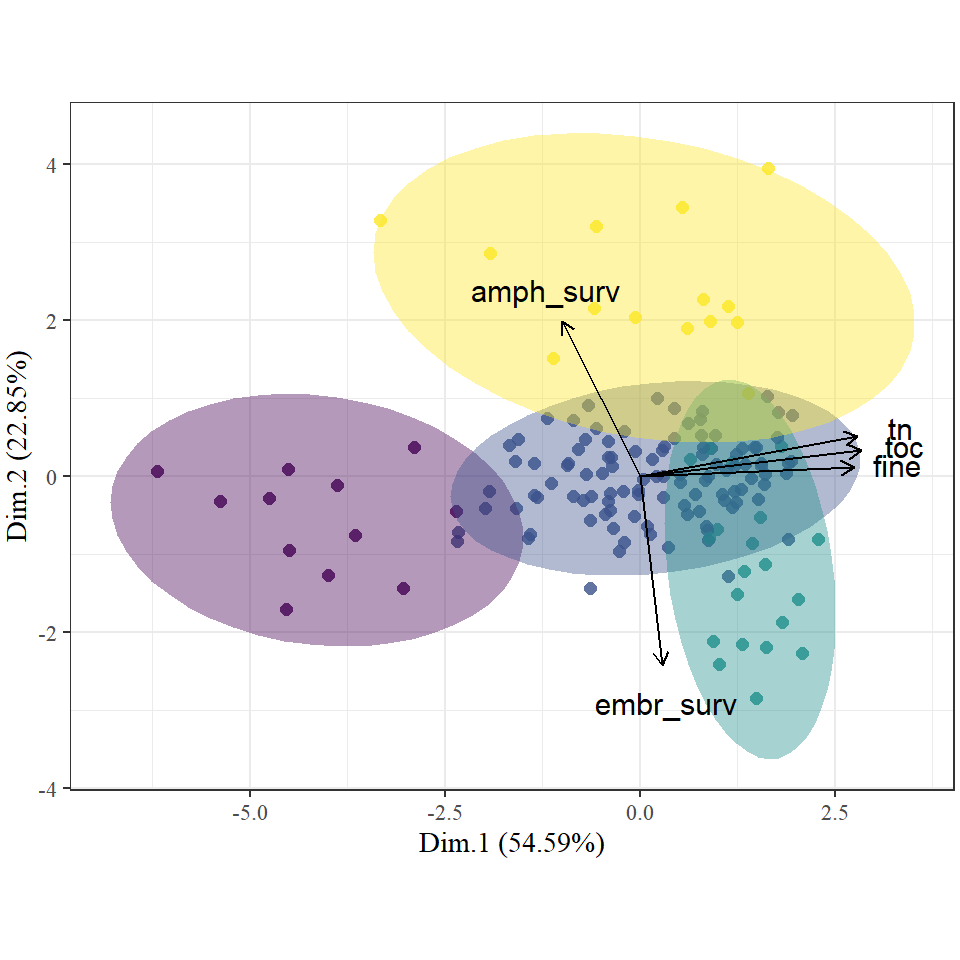 4
amph_surv
2
tn
toc
fine
0
-2
embr_surv
-4
-5.0 -2.5 0.0 2.5
Dim.1 (54.59%)
Dim.2 (22.85%)